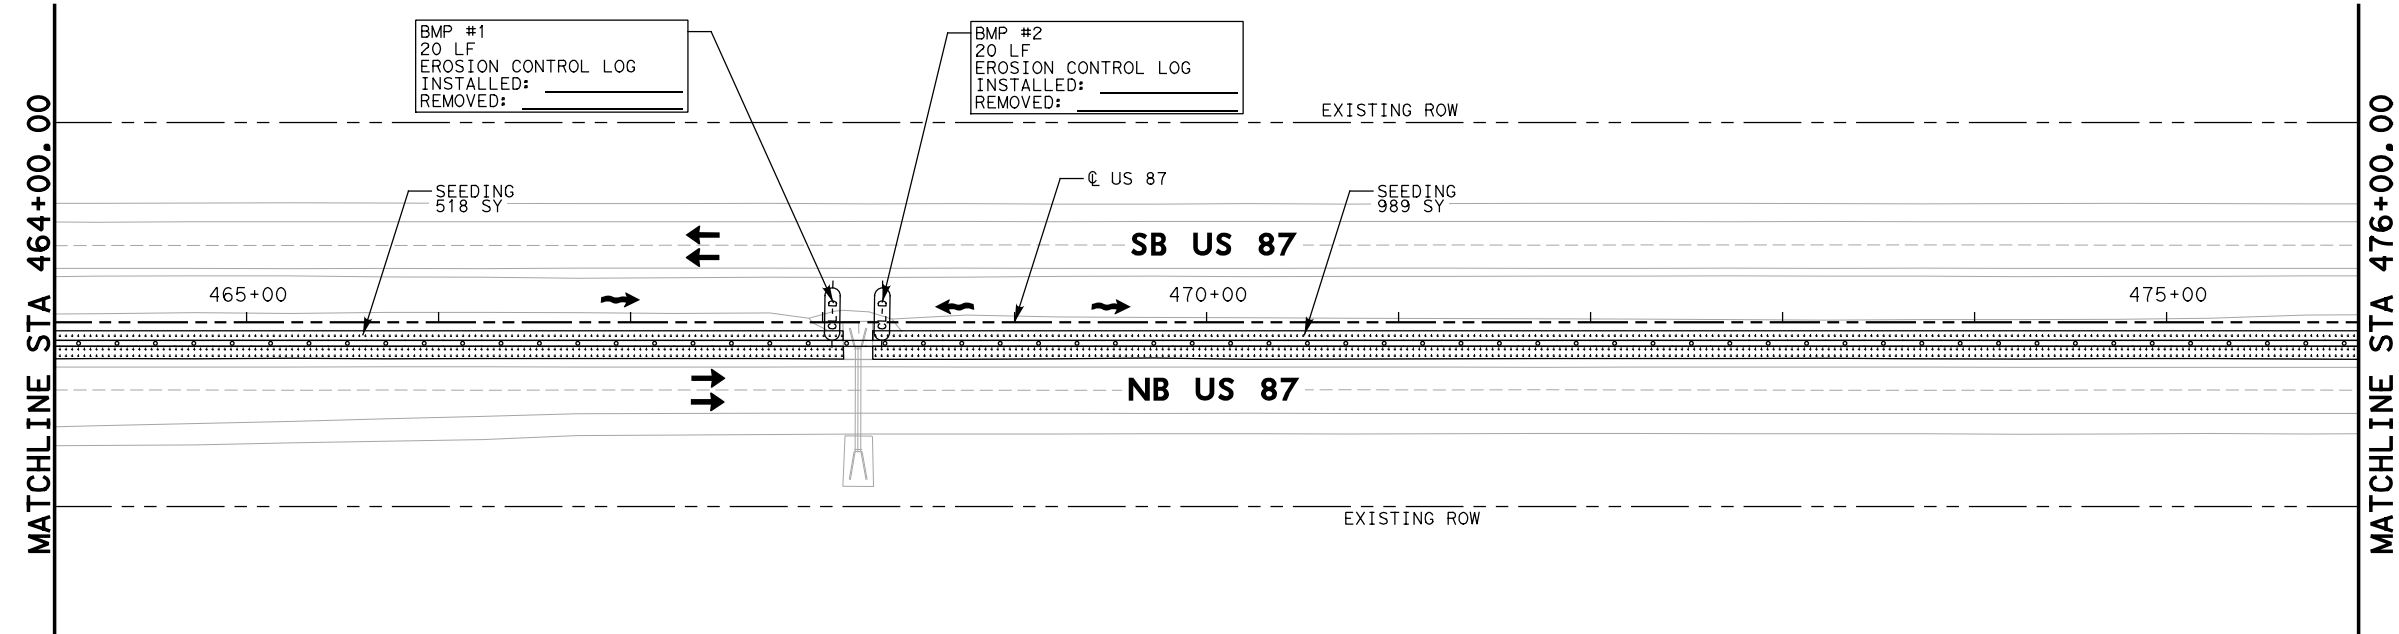 BMP #1
20 LF
EROSION CONTROL LOG
INSTALLED:
REMOVED:
BMP #2
20 LF
EROSION CONTROL LOG
INSTALLED:
REMOVED:
EXISTING ROW
MATCHLINE STA 464+00.00
MATCHLINE STA 476+00.00
SEEDING
518 SY
℄ US 87
SEEDING
989 SY
SB US 87
465+00
470+00
475+00
CL-D
CL-D
NB US 87
EXISTING ROW